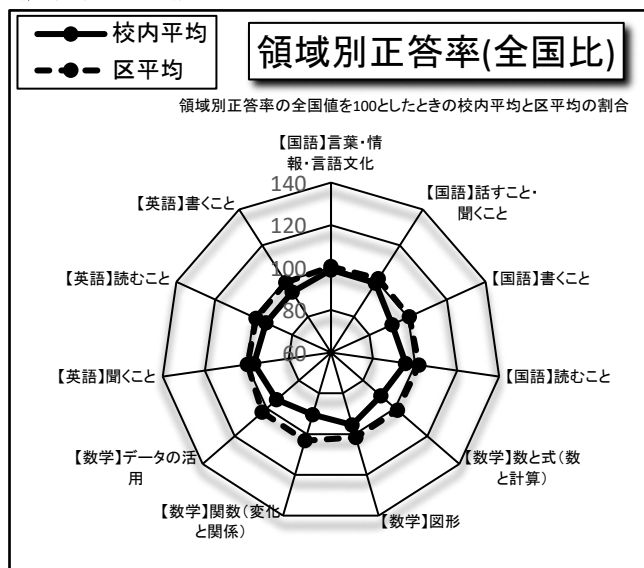 校内平均
区平均
領域別正答率(全国比)
領域別正答率の全国値を100としたときの校内平均と区平均の割合
【国語】言葉・情
報・言語文化
【国語】話すこと・
聞くこと
【国語】書くこと
【国語】読むこと
【数学】数と式(数
と計算)
【数学】図形
【数学】関数(変化
と関係)
【数学】データの活
用
【英語】聞くこと
【英語】読むこと
【英語】書くこと
140
120
100
80
60